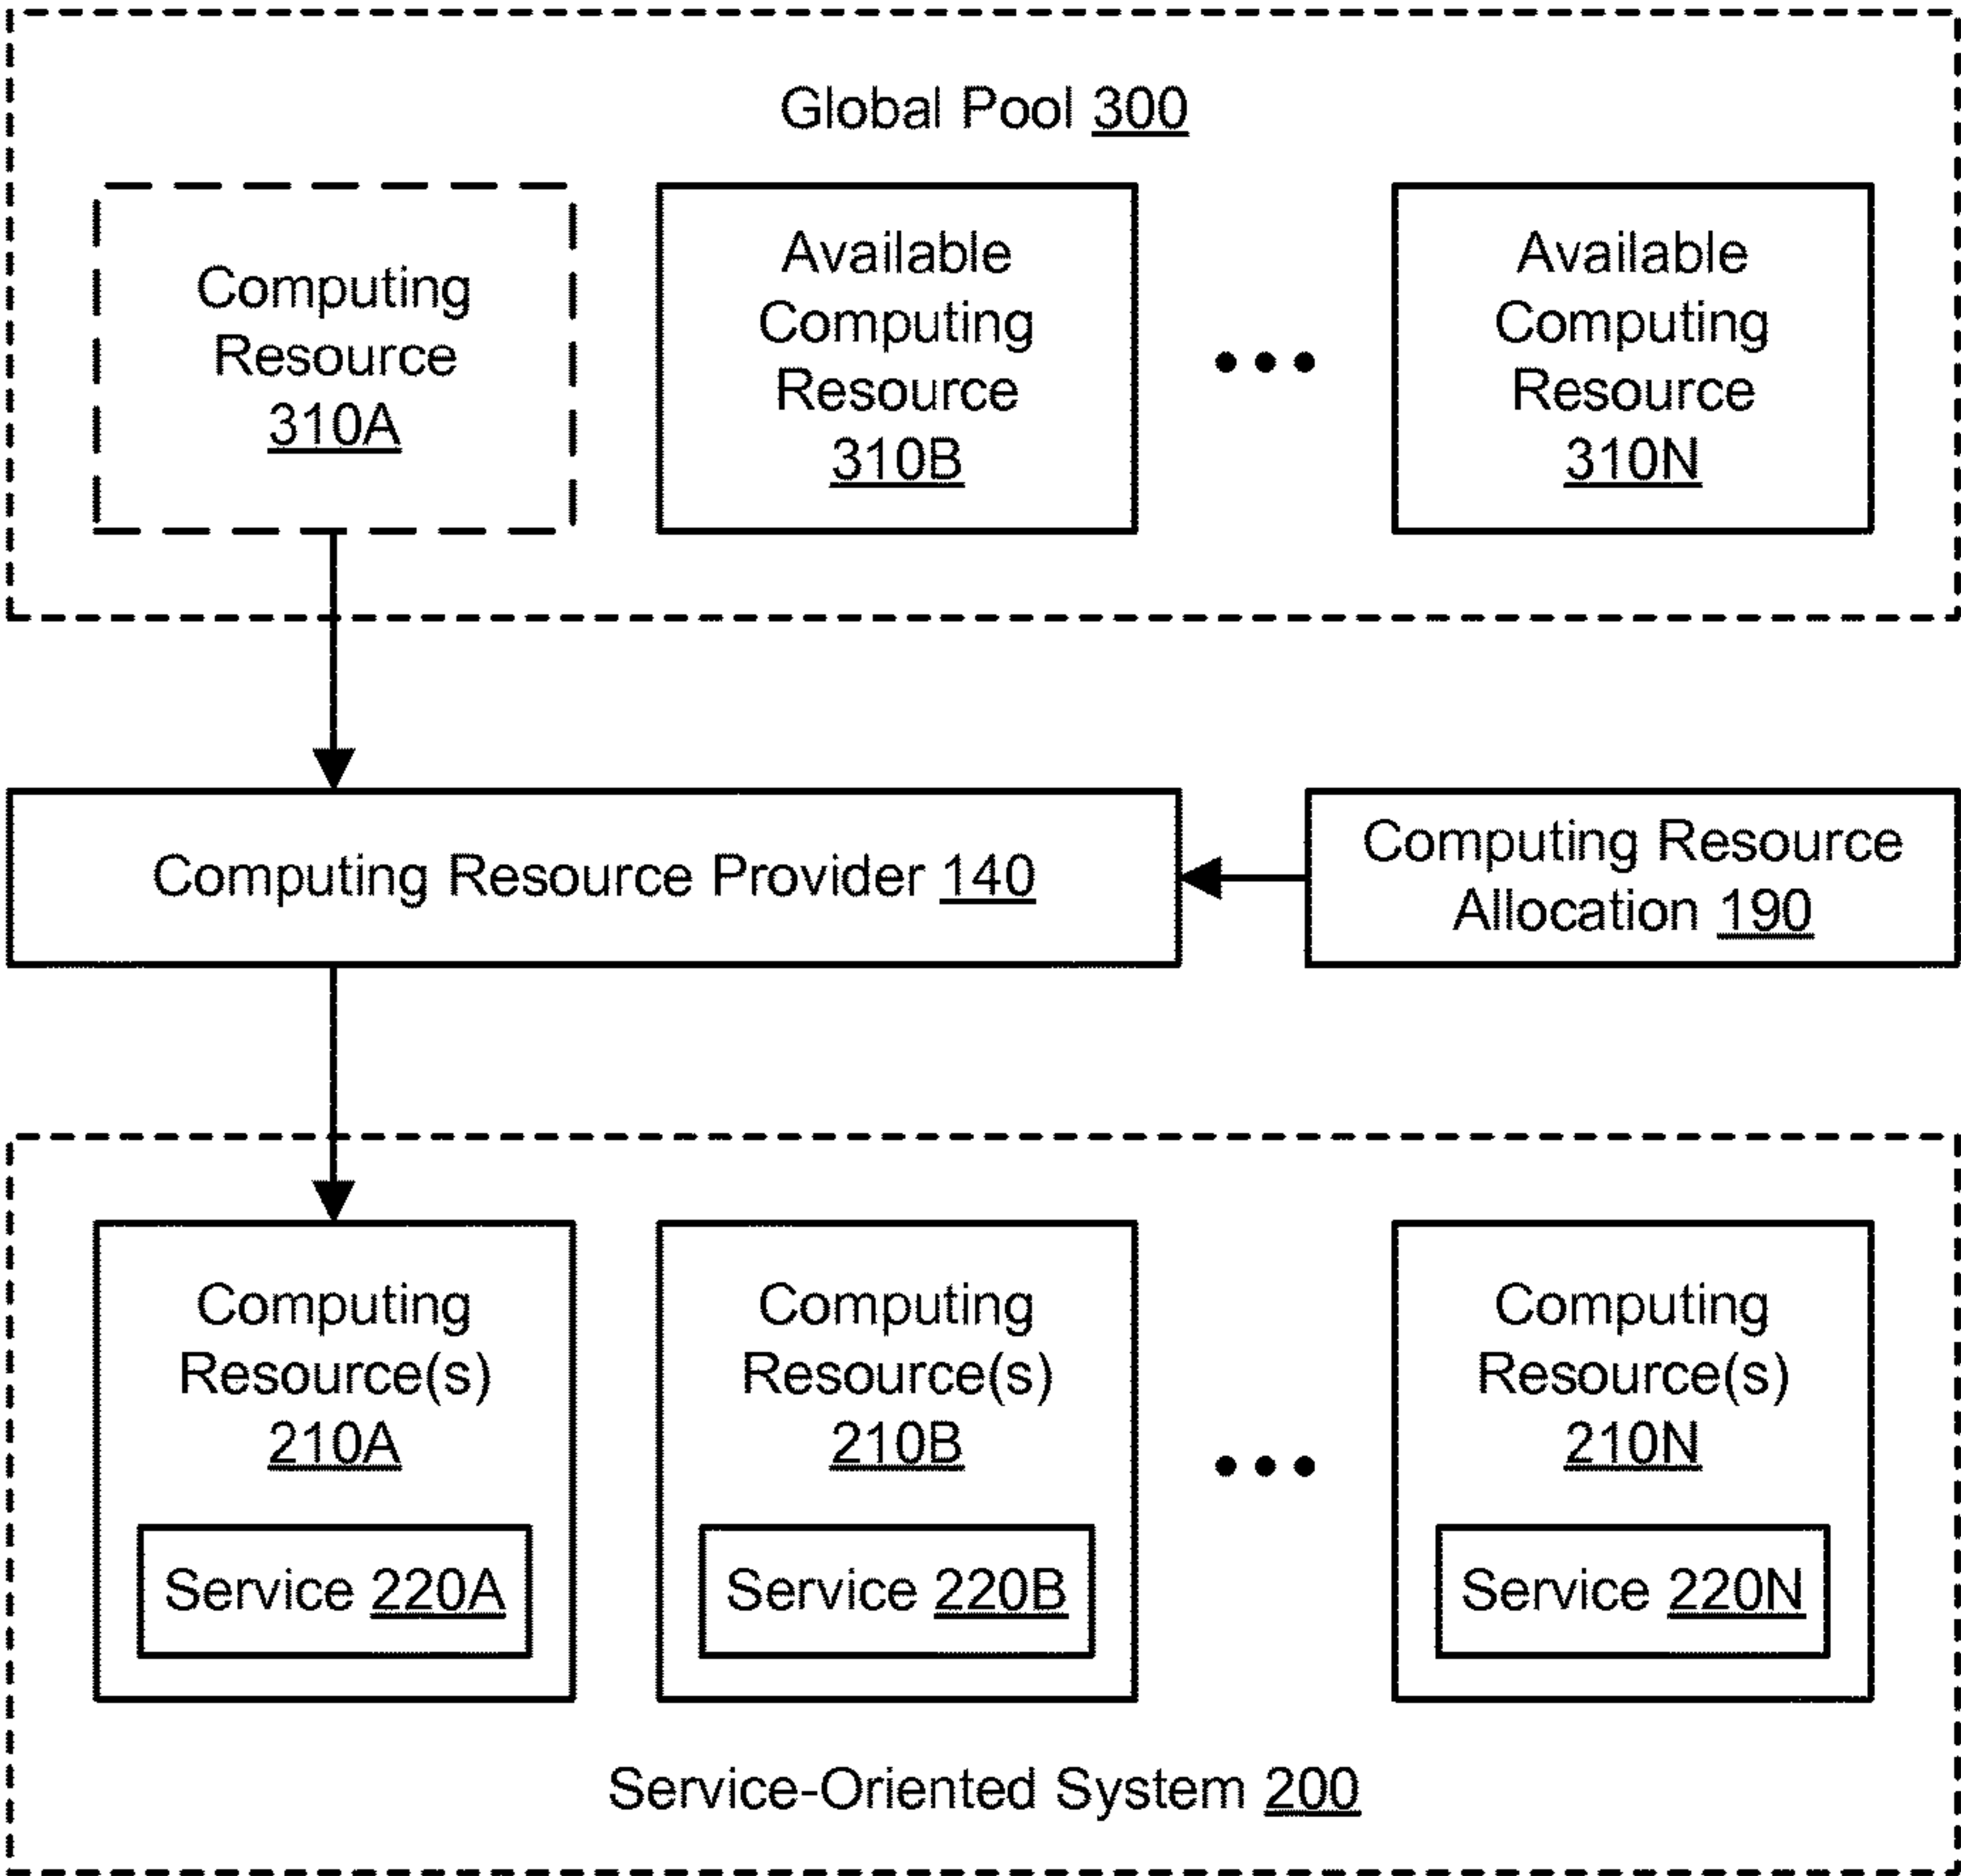 Global Pool 300
Computing
Resource
310A
Available
Computing
Resource
310B
Available
Computing
Resource
310N
Computing Resource Provider 140
Computing Resource
Allocation 190
Computing
Resource(s)
210A
Service 220A
Computing
Resource(s)
210B
Service 220B
Computing
Resource(s)
210N
Service 220N
Service-Oriented System 200